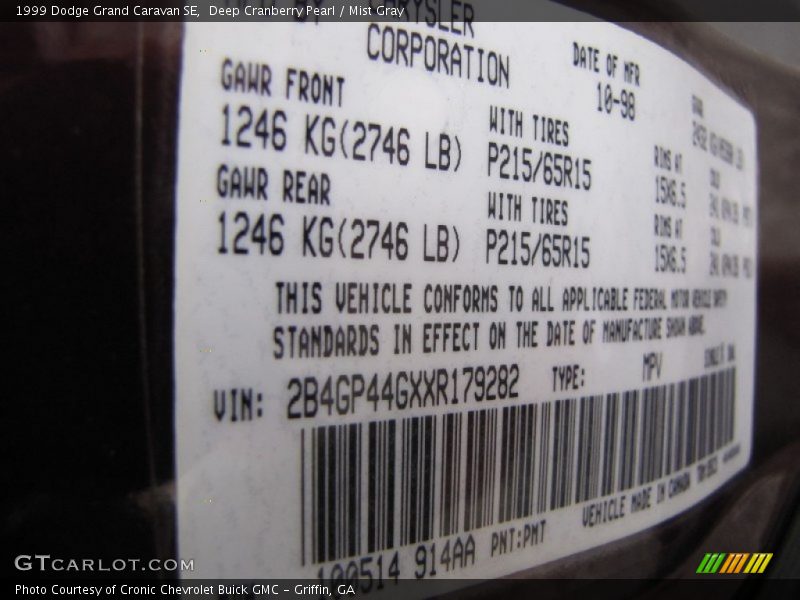 1999 Dodge Grand Caravan SE,  Deep Cranberry Pearl / Mist Gray
CHRYSLER
CORPORATION
DATE OF MFR
10-98
GAWR FRONT
1246 KG(2746 LB)
WITH TIRES
P215/65R15
RIMS AT
15X6.5
GAWR REAR
1246 KG(2746 LB)
WITH TIRES
P215/65R15
RIMS AT
15X6.5
THIS VEHICLE CONFORMS TO ALL APPLICABLE FEDERAL MOTOR VEHICLE SAFETY
STANDARDS IN EFFECT ON THE DATE OF MANUFACTURE SHOWN ABOVE.
VIN: 2B4GP44GXXR179282 TYPE: MPV
VEHICLE MADE IN CANADA
100514 914AA PNT:PMT
GTCARLOT.COM
Photo Courtesy of Cronic Chevrolet Buick GMC – Griffin, GA